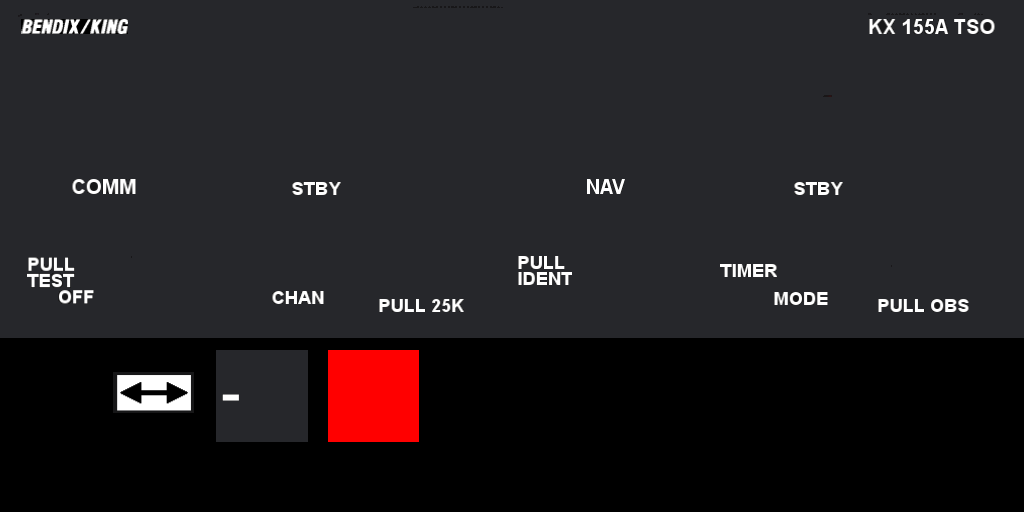 BENDIX/KING
KX 155A TSO
COMM
STBY
NAV
STBY
PULL
TEST
OFF
CHAN
PULL 25K
PULL
IDENT
TIMER
MODE
PULL OBS